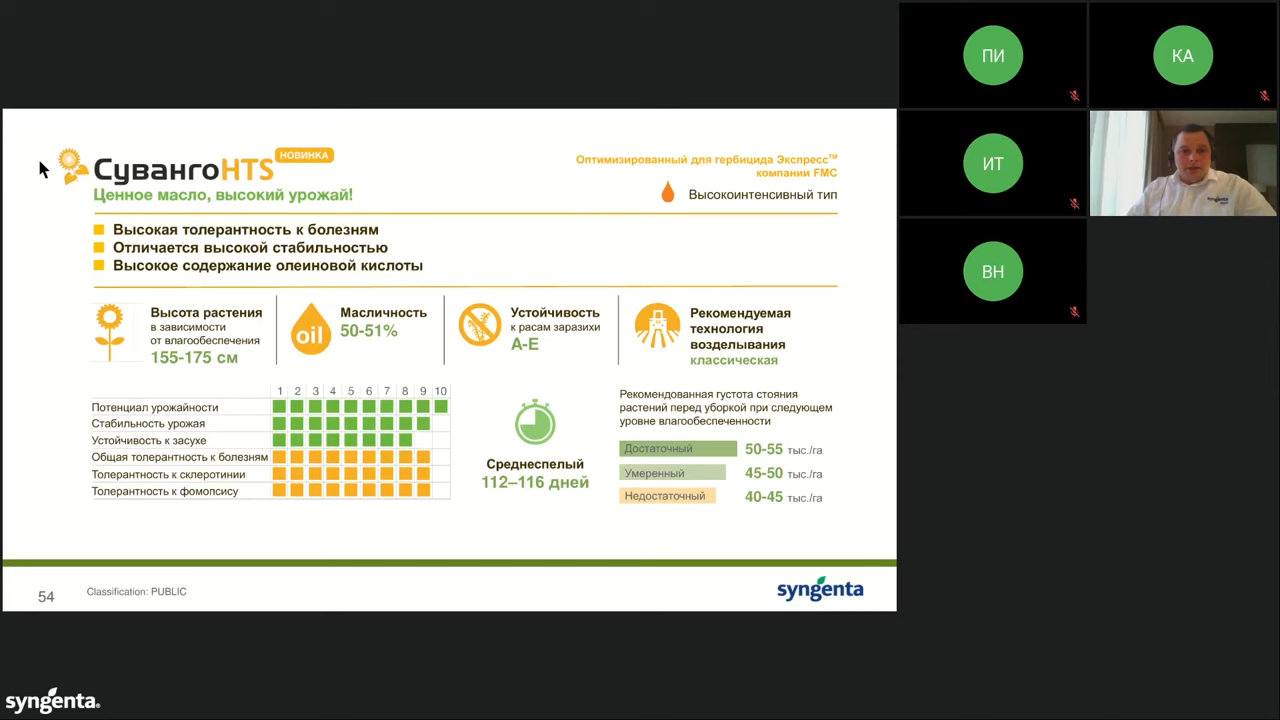 СувангоHTS
НОВИНКА
Ценное масло, высокий урожай!
Оптимизированный для гербицида Экспресс™
компании FMC
Высокоинтенсивный тип
Высокая толерантность к болезням
Отличается высокой стабильностью
Высокое содержание олеиновой кислоты
Высота растения
в зависимости
от влагообеспечения
155-175 см
oil
Масличность
50-51%
Устойчивость
к расам заразихи
A-E
Рекомендуемая
технология
возделывания
классическая
1 2 3 4 5 6 7 8 9 10
Потенциал урожайности
Стабильность урожая
Устойчивость к засухе
Общая толерантность к болезням
Толерантность к склеротинии
Толерантность к фомопсису
Среднеспелый
112–116 дней
Рекомендованная густота стояния
растений перед уборкой при следующем
уровне влагообеспеченности
Достаточный 50-55 тыс./га
Умеренный 45-50 тыс./га
Недостаточный 40-45 тыс./га
54
Classification: PUBLIC
syngenta
ПИ
КА
ИТ
syngenta
ВН
syngenta.